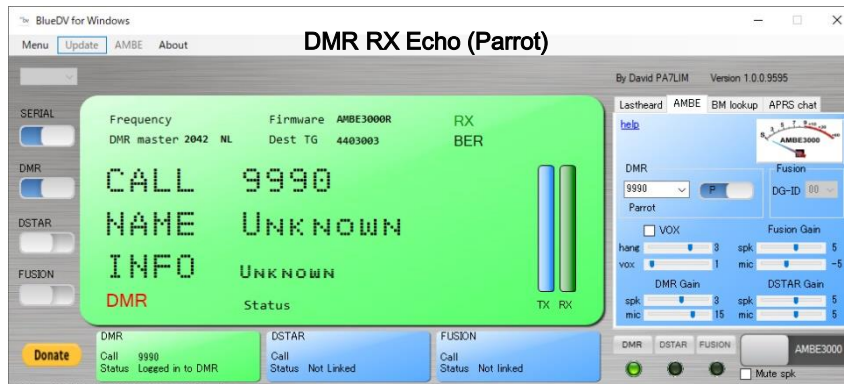 BlueDV for Windows
DMR RX Echo (Parrot)
Menu Update AMBE About
By David PA7LIM Version 1.0.0.9595
Lastheard AMBE BM lookup APRS chat
SERIAL
DMR
DSTAR
FUSION
Frequency Firmware AMBE3000R RX
DMR master 2042 NL Dest TG 4403003 BER
CALL 9990
NAME UNKNOWN
INFO UNKNOWN
DMR Status TX RX
help
AMBE3000
DMR Fusion
9990 P DG-ID 00
Parrot
VOX Fusion Gain
hang 3 spk 5
vox 1 mic -5
DMR Gain DSTAR Gain
spk 3 spk 5
mic 15 mic 5
Donate
DMR
Call 9990
Status Logged in to DMR
DSTAR
Call
Status Not Linked
FUSION
Call
Status Not linked
DMR DSTAR FUSION AMBE3000
Mute spk